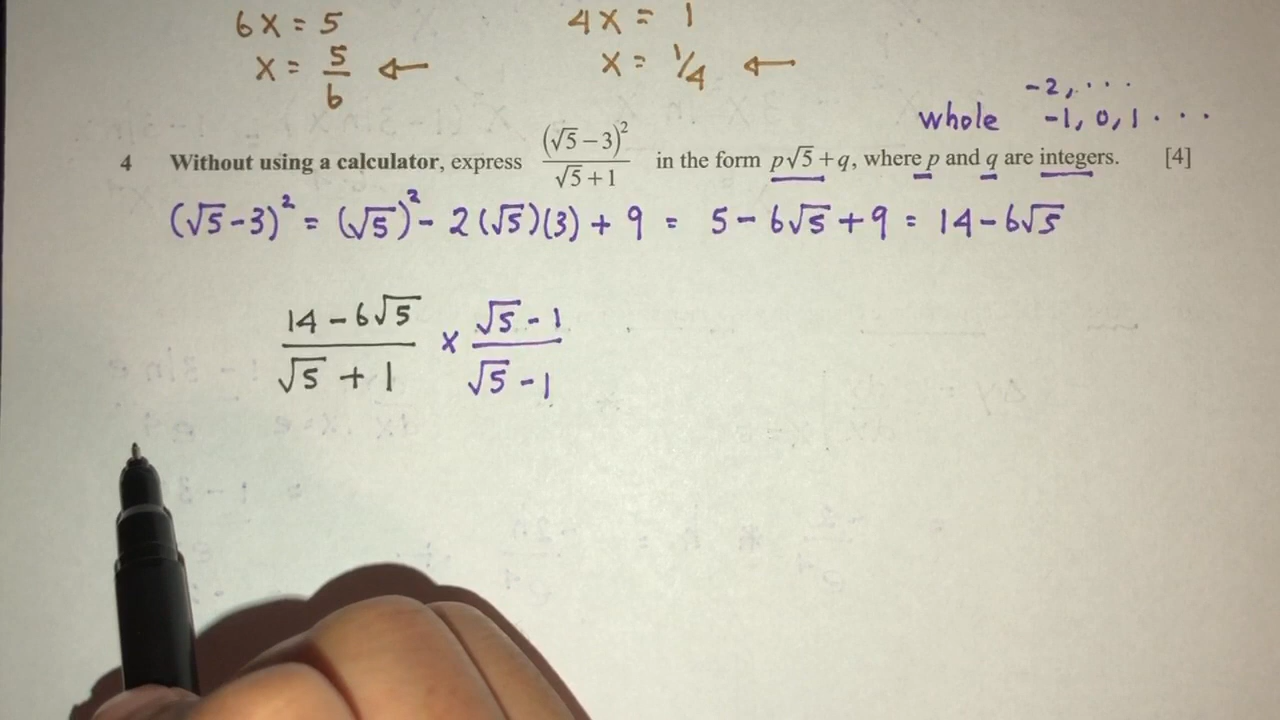 6x = 5 4x = 1
x = 5/6 ← x = 1/4 ←
-2, ...
whole -1, 0, 1 ...
4 Without using a calculator, express (√5 − 3)² / (√5 + 1) in the form p√5 + q, where p and q are integers. [4]
(√5 - 3)² = (√5)² - 2(√5)(3) + 9 = 5 - 6√5 + 9 = 14 - 6√5
(14 - 6√5) / (√5 + 1) × (√5 - 1) / (√5 - 1)